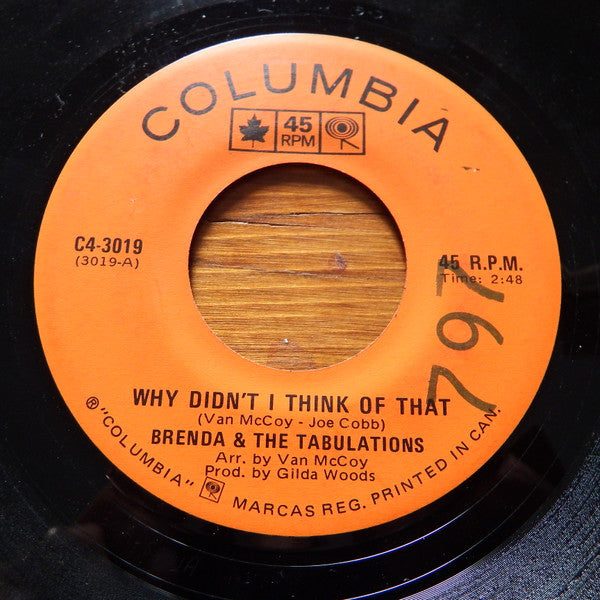 COLUMBIA
45
RPM
C4-3019
(3019-A)
45 R.P.M.
Time: 2:48
797
WHY DIDN'T I THINK OF THAT
(Van McCoy - Joe Cobb)
BRENDA & THE TABULATIONS
Arr. by Van McCoy
Prod. by Gilda Woods
®"COLUMBIA" MARCAS REG. PRINTED IN CAN.